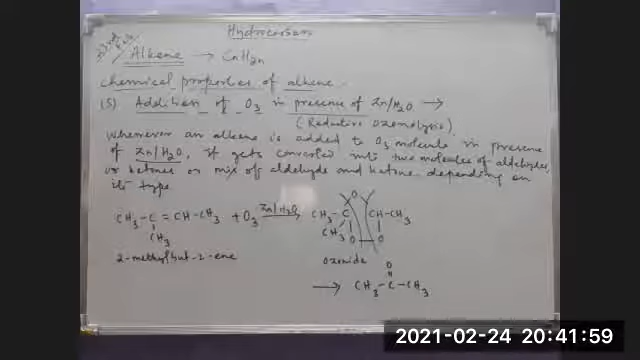 Hydrocarbon
Alkene → CnH2n
Chemical properties of alkene
(5) Addition of O3 in presence of Zn/H2O →
(Reductive Ozonolysis).
Whenever an alkene is added to O3 molecule in presence
of Zn/H2O, it gets converted into two molecules of aldehydes
or ketones or mix of aldehyde and ketone depending on
its type.
CH3-C=CH-CH3 + O3 Zn/H2O → CH3-C O CH-CH3
CH3 CH3 O O
2-methylbut-2-ene ozonide
O
→ CH3-C-CH3
2021-02-24 20:41:59